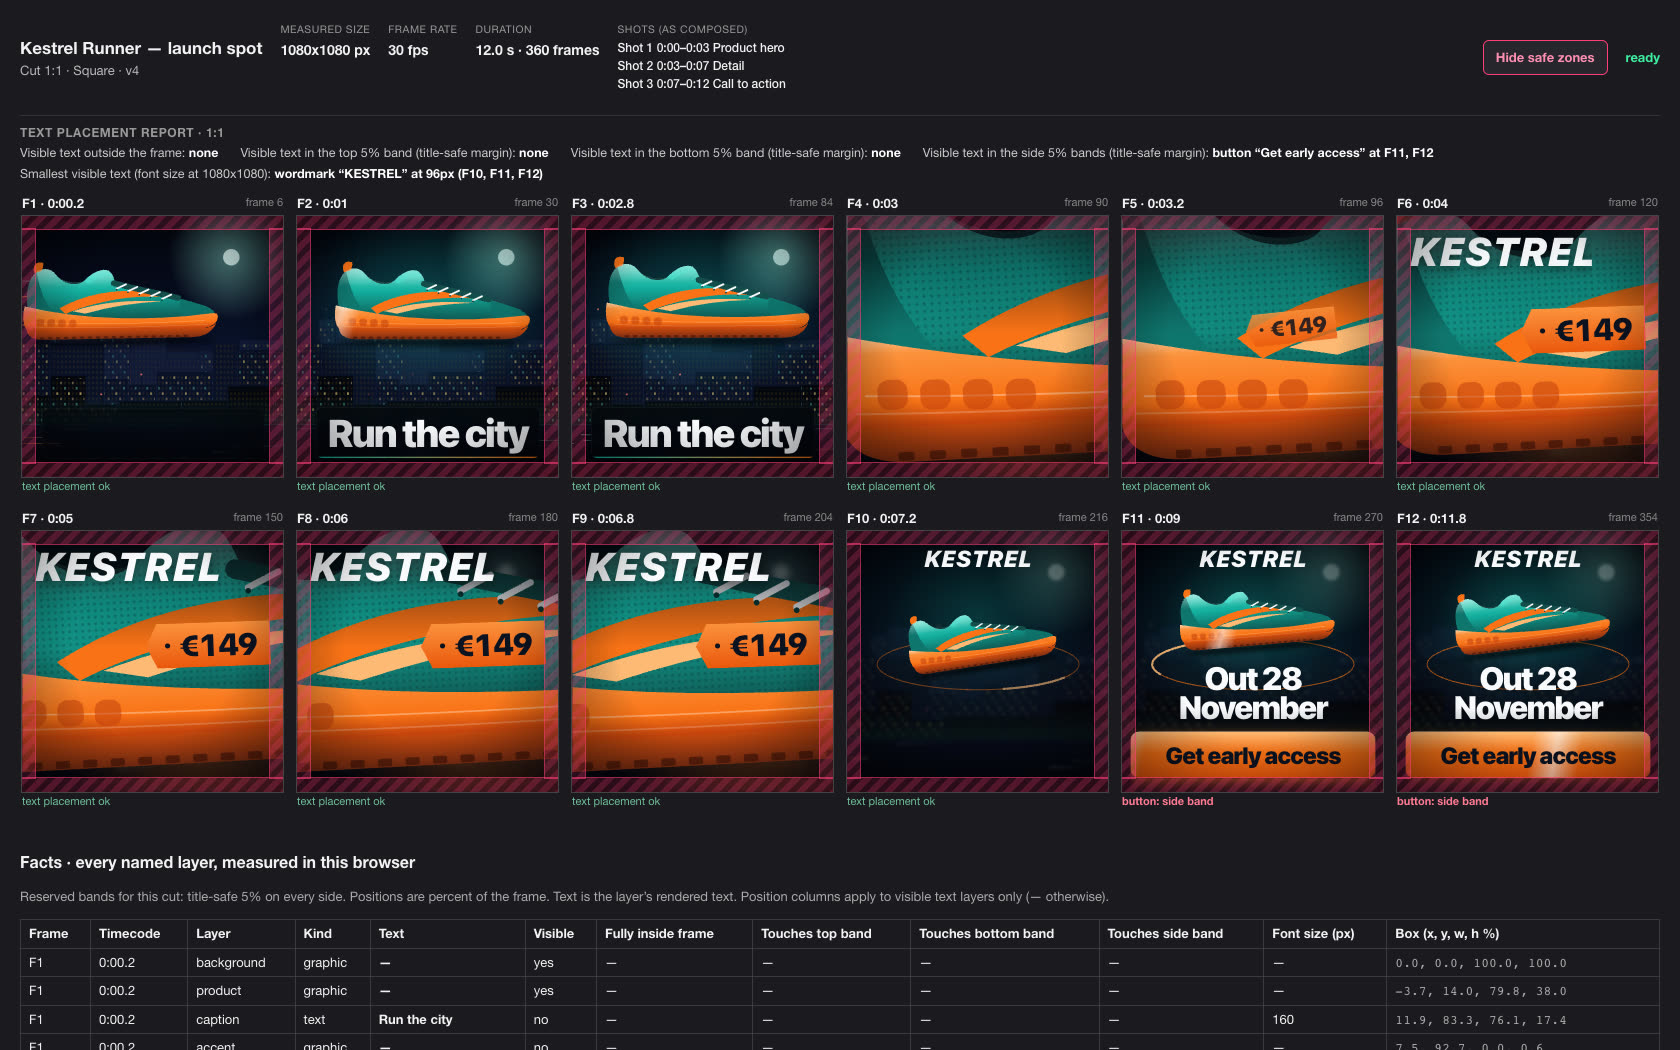 Kestrel Runner — launch spot
Cut 1:1 · Square · v4
MEASURED SIZE
1080x1080 px
FRAME RATE
30 fps
DURATION
12.0 s · 360 frames
SHOTS (AS COMPOSED)
Shot 1 0:00–0:03 Product hero
Shot 2 0:03–0:07 Detail
Shot 3 0:07–0:12 Call to action
Hide safe zones
ready
TEXT PLACEMENT REPORT · 1:1
Visible text outside the frame: none Visible text in the top 5% band (title-safe margin): none Visible text in the bottom 5% band (title-safe margin): none Visible text in the side 5% bands (title-safe margin): button “Get early access” at F11, F12
Smallest visible text (font size at 1080x1080): wordmark “KESTREL” at 96px (F10, F11, F12)
F1 · 0:00.2 frame 6
text placement ok
F2 · 0:01 frame 30
Run the city
text placement ok
F3 · 0:02.8 frame 84
Run the city
text placement ok
F4 · 0:03 frame 90
text placement ok
F5 · 0:03.2 frame 96
· €149
text placement ok
F6 · 0:04 frame 120
KESTREL
· €149
text placement ok
F7 · 0:05 frame 150
KESTREL
· €149
text placement ok
F8 · 0:06 frame 180
KESTREL
· €149
text placement ok
F9 · 0:06.8 frame 204
KESTREL
· €149
text placement ok
F10 · 0:07.2 frame 216
KESTREL
text placement ok
F11 · 0:09 frame 270
KESTREL
Out 28
November
Get early access
button: side band
F12 · 0:11.8 frame 354
KESTREL
Out 28
November
Get early access
button: side band
Facts · every named layer, measured in this browser
Reserved bands for this cut: title-safe 5% on every side. Positions are percent of the frame. Text is the layer’s rendered text. Position columns apply to visible text layers only (— otherwise).
Frame Timecode Layer Kind Text Visible Fully inside frame Touches top band Touches bottom band Touches side band Font size (px) Box (x, y, w, h %)
F1 0:00.2 background graphic — yes — — — — — 0.0, 0.0, 100.0, 100.0
F1 0:00.2 product graphic — yes — — — — — −3.7, 14.0, 79.8, 38.0
F1 0:00.2 caption text Run the city no — — — — 160 11.9, 83.3, 76.1, 17.4
F1 0:00.2 accent graphic — no — — — — — 7.5, 92.7, 0.0, 0.6